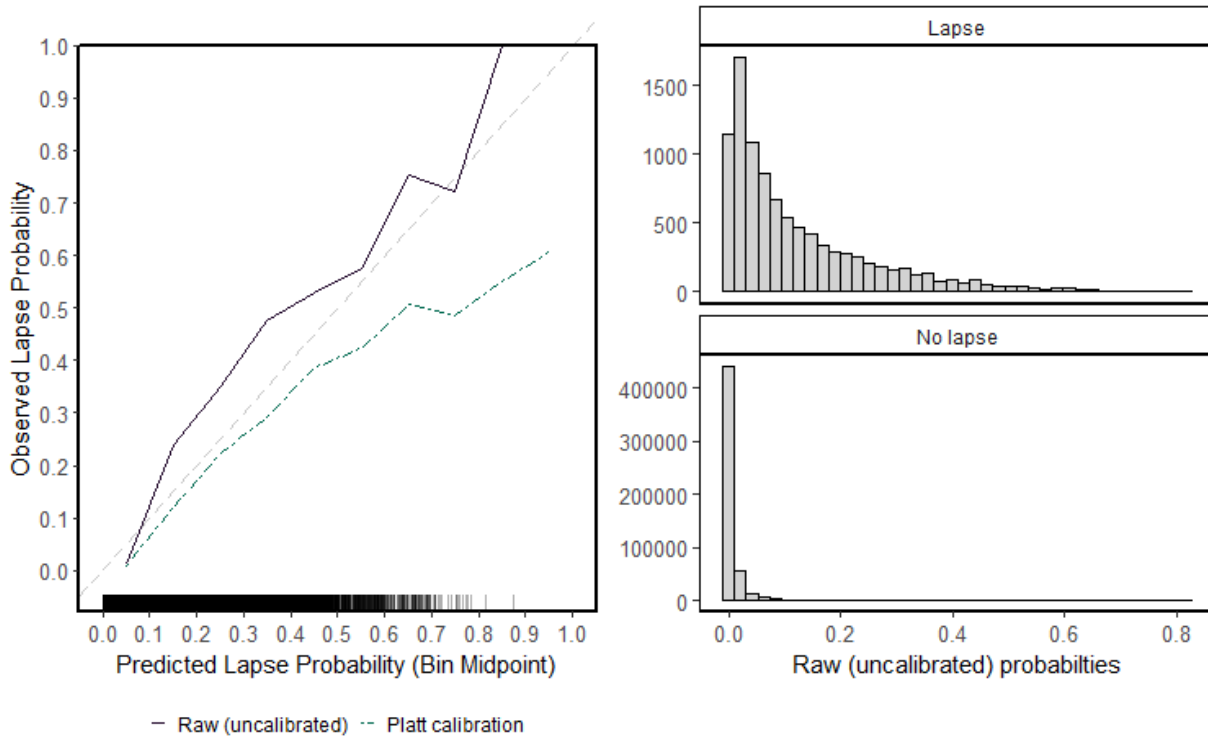 Observed Lapse Probability
1.0
0.9
0.8
0.7
0.6
0.5
0.4
0.3
0.2
0.1
0.0
0.0 0.1 0.2 0.3 0.4 0.5 0.6 0.7 0.8 0.9 1.0
Predicted Lapse Probability (Bin Midpoint)
Raw (uncalibrated) Platt calibration
Lapse
1500
1000
500
0
No lapse
400000
300000
200000
100000
0
0.0 0.2 0.4 0.6 0.8
Raw (uncalibrated) probabilties